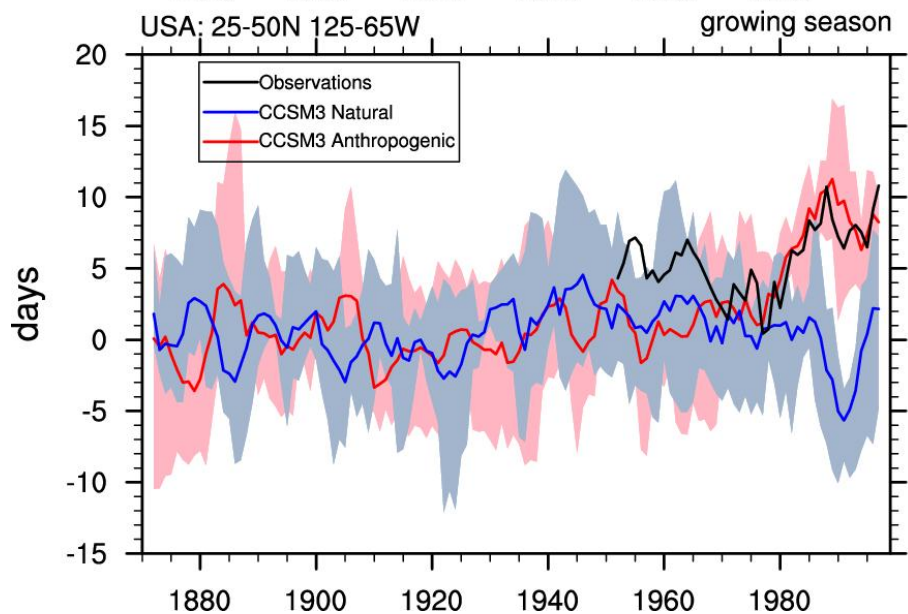 USA: 25-50N 125-65W
growing season
Observations
CCSM3 Natural
CCSM3 Anthropogenic
days
20
15
10
5
0
-5
-10
-15
1880 1900 1920 1940 1960 1980